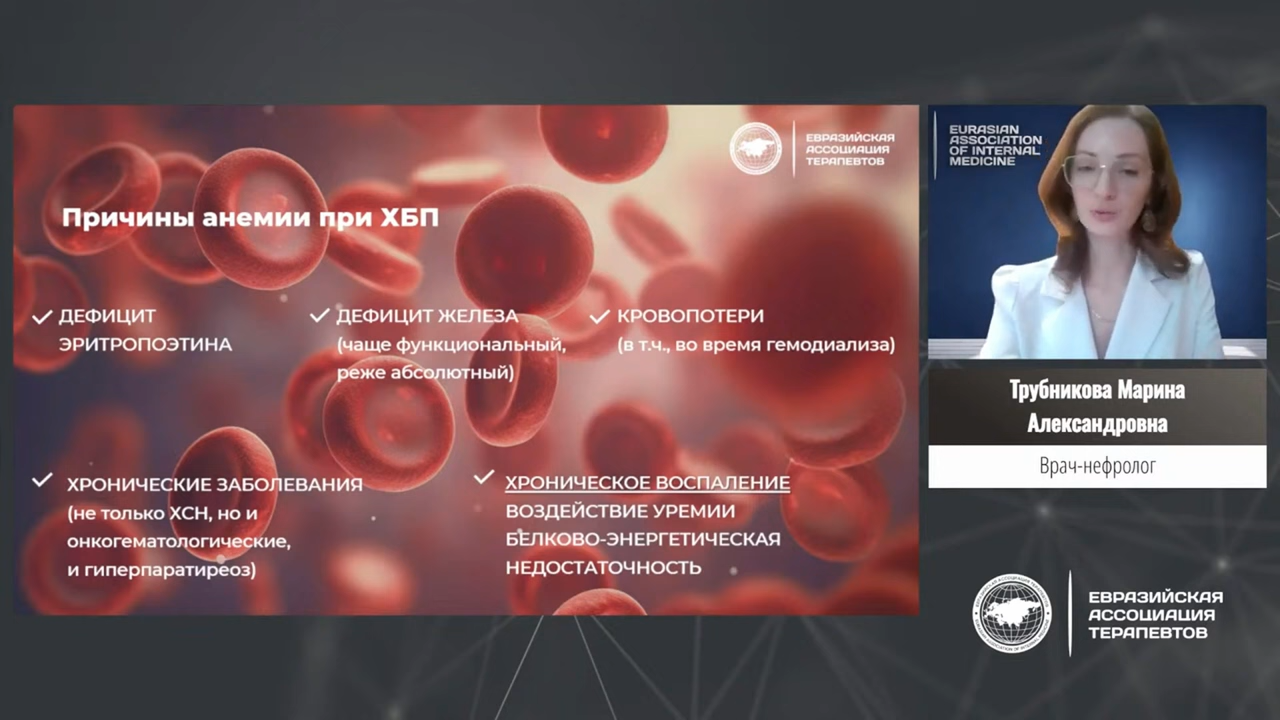 ЕВРАЗИЙСКАЯ
АССОЦИАЦИЯ
ТЕРАПЕВТОВ
Причины анемии при ХБП
ДЕФИЦИТ
ЭРИТРОПОЭТИНА
ДЕФИЦИТ ЖЕЛЕЗА
(чаще функциональный,
реже абсолютный)
КРОВОПОТЕРИ
(в т.ч., во время гемодиализа)
ХРОНИЧЕСКИЕ ЗАБОЛЕВАНИЯ
(не только ХСН, но и
онкогематологические,
и гиперпаратиреоз)
ХРОНИЧЕСКОЕ ВОСПАЛЕНИЕ
ВОЗДЕЙСТВИЕ УРЕМИИ
БЕЛКОВО-ЭНЕРГЕТИЧЕСКАЯ
НЕДОСТАТОЧНОСТЬ
EURASIAN
ASSOCIATION
OF INTERNAL
MEDICINE
Трубникова Марина
Александровна
Врач-нефролог
ЕВРАЗИЙСКАЯ
АССОЦИАЦИЯ
ТЕРАПЕВТОВ